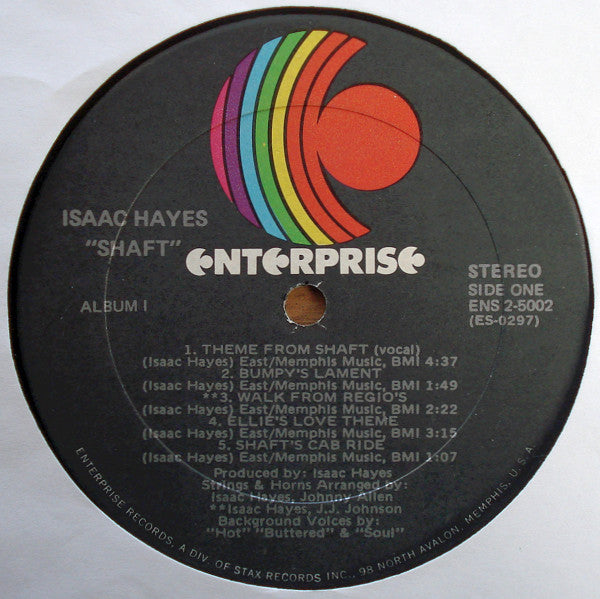 ISAAC HAYES
"SHAFT"
ENTERPRISE
STEREO
SIDE ONE
ENS 2-5002
(ES-0297)
ALBUM I
1. THEME FROM SHAFT (vocal)
(Isaac Hayes) East/Memphis Music, BMI 4:37
2. BUMPY'S LAMENT
(Isaac Hayes) East/Memphis Music, BMI 1:49
**3. WALK FROM REGIO'S
(Isaac Hayes) East/Memphis Music, BMI 2:22
4. ELLIE'S LOVE THEME
(Isaac Hayes) East/Memphis Music, BMI 3:15
5. SHAFT'S CAB RIDE
(Isaac Hayes) East/Memphis Music, BMI 1:07
Produced by: Isaac Hayes
Strings & Horns Arranged by:
Isaac Hayes, Johnny Allen
**Isaac Hayes, J.J. Johnson
Background Voices by:
"Hot" "Buttered" & "Soul"
ENTERPRISE RECORDS, A DIV. OF STAX RECORDS INC., 98 NORTH AVALON, MEMPHIS, U.S.A.